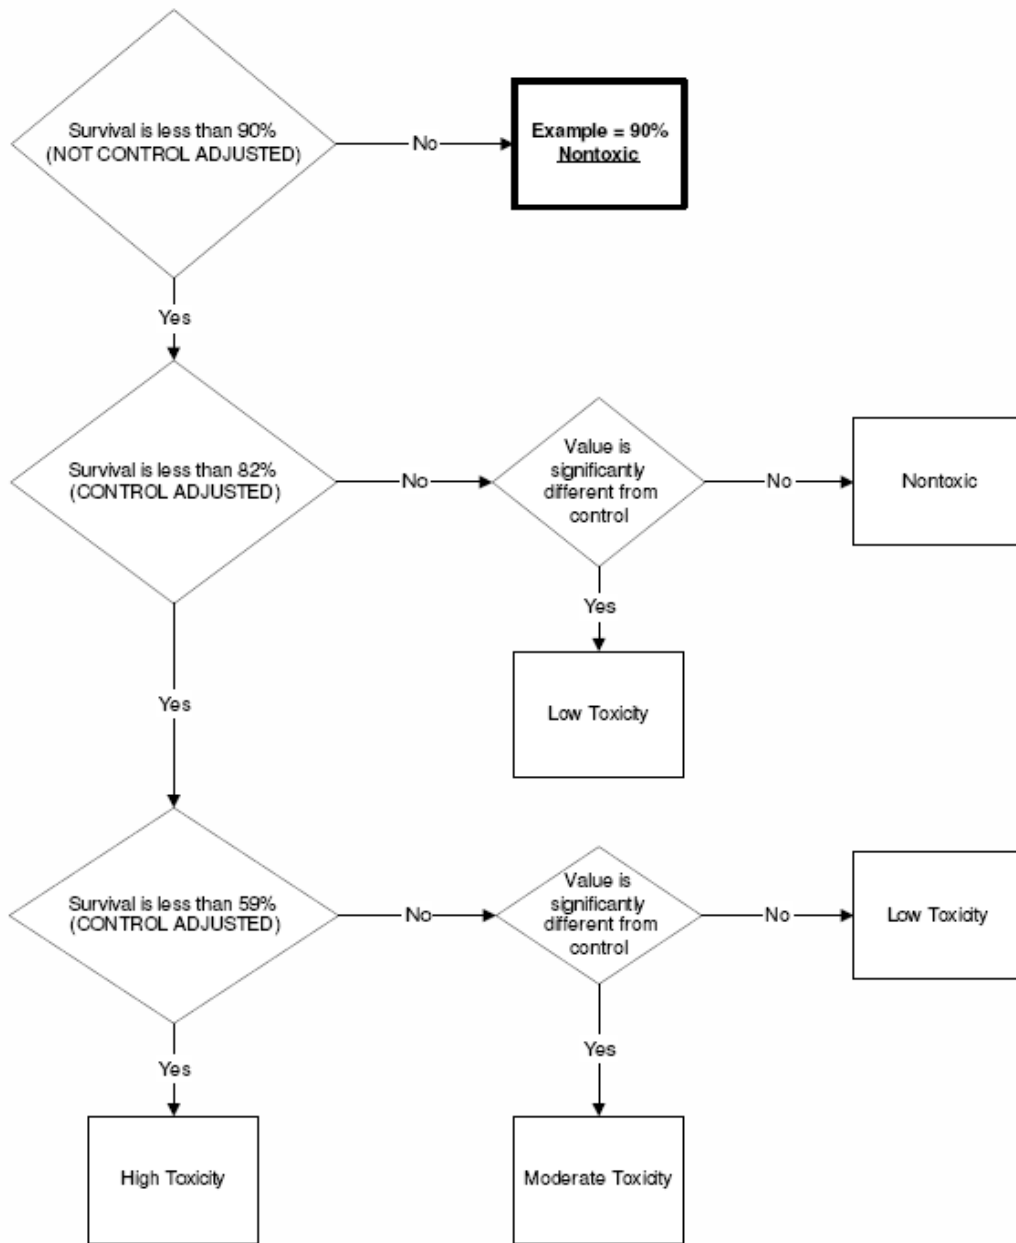 Survival is less than 90%
(NOT CONTROL ADJUSTED)
No
Example = 90%
Nontoxic
Yes
Survival is less than 82%
(CONTROL ADJUSTED)
No
Value is
significantly
different from
control
No
Nontoxic
Yes
Low Toxicity
Yes
Survival is less than 59%
(CONTROL ADJUSTED)
No
Value is
significantly
different from
control
No
Low Toxicity
Yes
Yes
High Toxicity
Moderate Toxicity